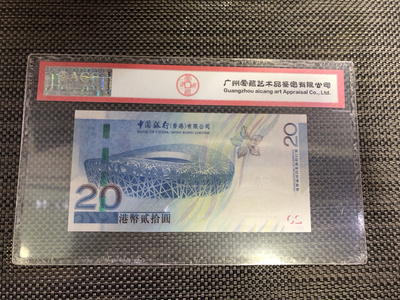 广州爱藏艺术品鉴定有限公司
Guangzhou aicang art Appraisal Co., Ltd.
中國銀行(香港)有限公司
BANK OF CHINA (HONG KONG) LIMITED
20
20
港幣貳拾圓
20